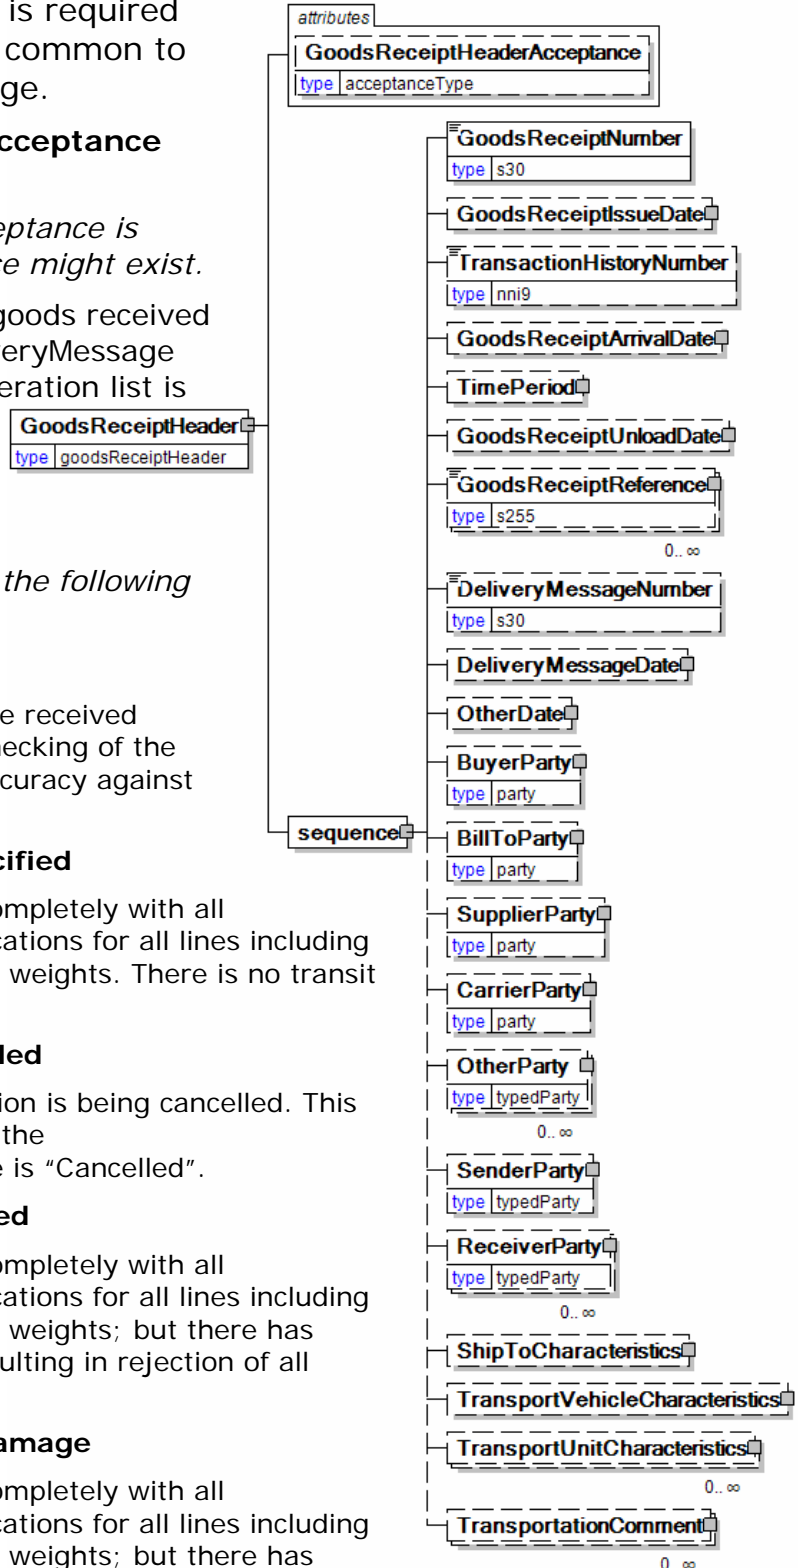 is required
common to
ge.
cceptance
eptance is
ce might exist.
goods received
veryMessage
eration list is
the following
e received
hecking of the
curacy against
cified
ompletely with all
cations for all lines including
weights. There is no transit
led
ion is being cancelled. This
the
e is “Cancelled”.
ed
ompletely with all
cations for all lines including
weights; but there has
ulting in rejection of all
amage
ompletely with all
cations for all lines including
weights; but there has
GoodsReceiptHeader
type goodsReceiptHeader
attributes
GoodsReceiptHeaderAcceptance
type acceptanceType
sequence
GoodsReceiptNumber
type s30
GoodsReceiptIssueDate
TransactionHistoryNumber
type nni9
GoodsReceiptArrivalDate
TimePeriod
GoodsReceiptUnloadDate
GoodsReceiptReference
type s255
0..∞
DeliveryMessageNumber
type s30
DeliveryMessageDate
OtherDate
BuyerParty
type party
BillToParty
type party
SupplierParty
type party
CarrierParty
type party
OtherParty
type typedParty
0..∞
SenderParty
type typedParty
ReceiverParty
type typedParty
0..∞
ShipToCharacteristics
TransportVehicleCharacteristics
TransportUnitCharacteristics
0..∞
TransportationComment
0..∞